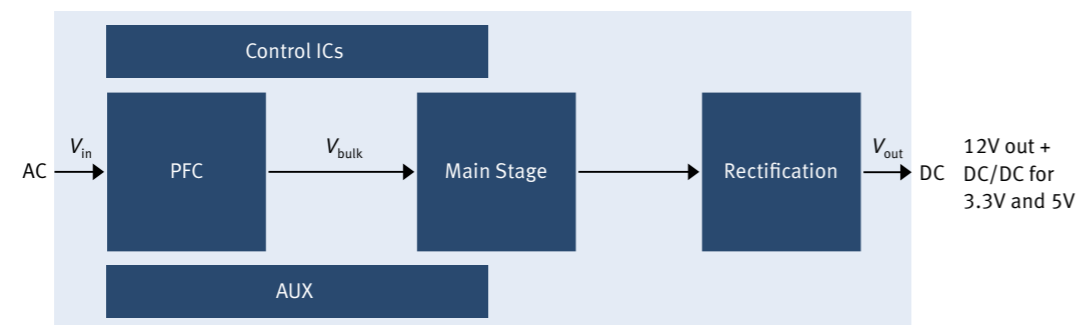 Control ICs
AC
Vin
PFC
Vbulk
Main Stage
Rectification
Vout
DC
12V out +
DC/DC for
3.3V and 5V
AUX